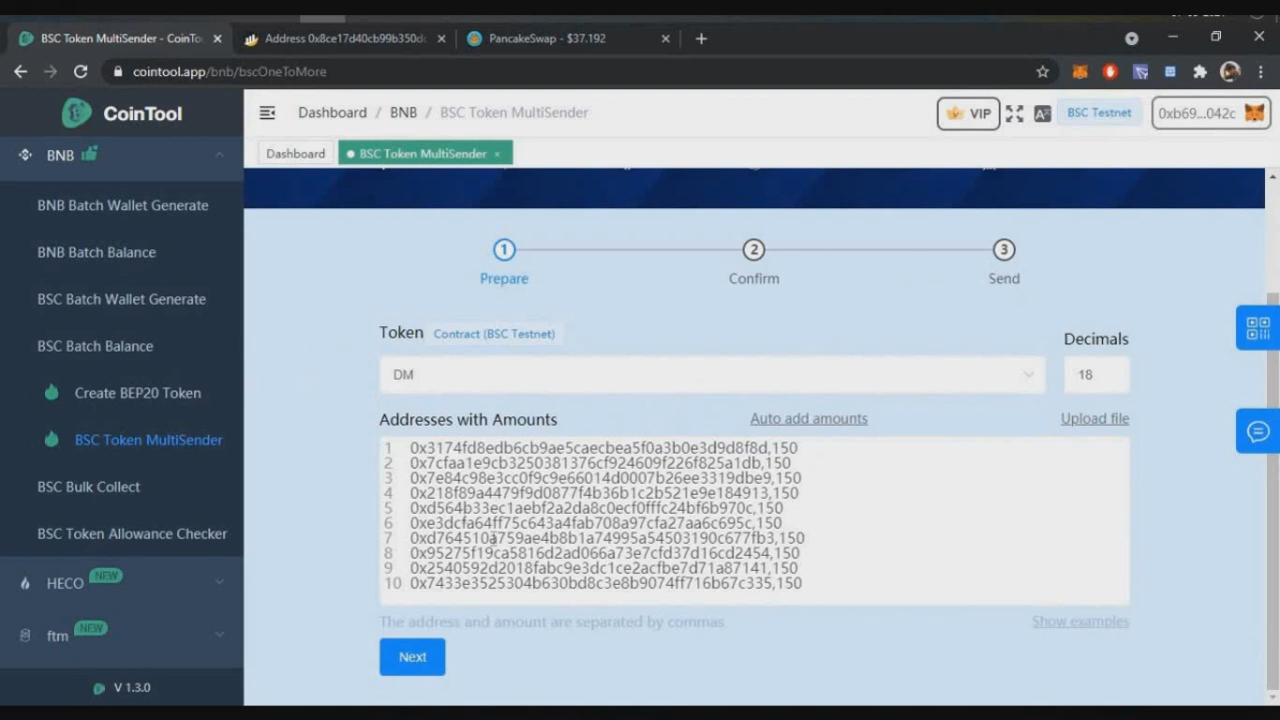 BSC Token MultiSender - CoinTo
Address 0x8ce17d40cb99b350d
PancakeSwap - $37.192
cointool.app/bnb/bscOneToMore
CoinTool
Dashboard / BNB / BSC Token MultiSender
VIP
BSC Testnet
0xb69...042c
BNB
Dashboard
BSC Token MultiSender
BNB Batch Wallet Generate
BNB Batch Balance
BSC Batch Wallet Generate
BSC Batch Balance
Create BEP20 Token
BSC Token MultiSender
BSC Bulk Collect
BSC Token Allowance Checker
HECO NEW
ftm NEW
V 1.3.0
1
2
3
Prepare
Confirm
Send
Token Contract (BSC Testnet)
Decimals
DM
18
Addresses with Amounts
Auto add amounts
Upload file
1 0x3174fd8edb6cb9ae5caecbea5f0a3b0e3d9d8f8d,150
2 0x7cfaa1e9cb3250381376cf924609f226f825a1db,150
3 0x7e84c98e3cc0f9c9e66014d0007b26ee3319dbe9,150
4 0x218f89a4479f9d0877f4b36b1c2b521e9e184913,150
5 0xd564b33ec1aebf2a2da8c0ecf0fffc24bf6b970c,150
6 0xe3dcfa64ff75c643a4fab708a97cfa27aa6c695c,150
7
8 0x95275f19ca5816d2ad066a73e7cfd37d16cd2454,150
9 0x2540592d2018fabc9e3dc1ce2acfbe7d71a87141,150
10 0x7433e3525304b630bd8c3e8b9074ff716b67c335,150
The address and amount are separated by commas
Show examples
Next